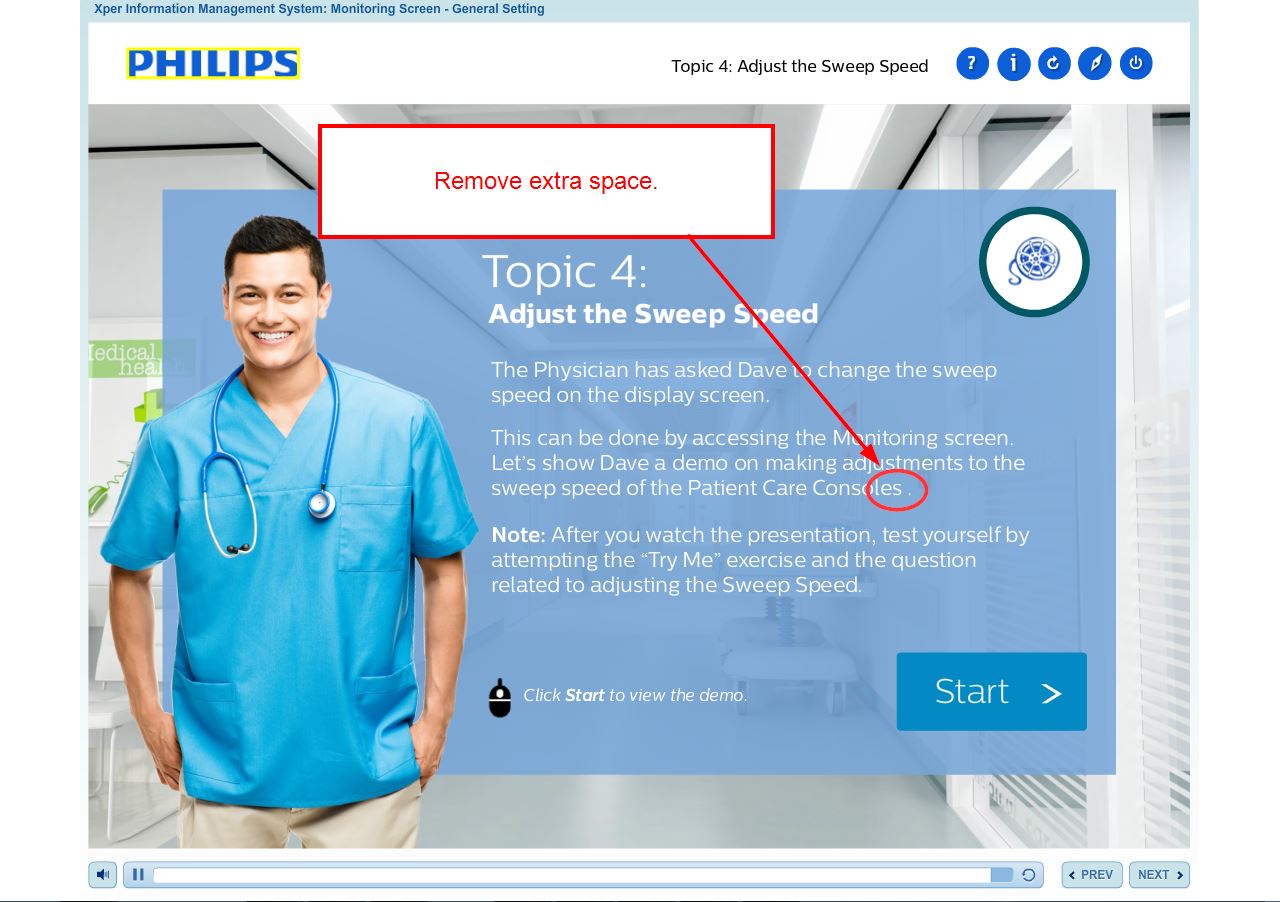 Xper Information Management System: Monitoring Screen - General Setting
PHILIPS
Topic 4: Adjust the Sweep Speed
?
i
Remove extra space.
Topic 4:
Adjust the Sweep Speed
Medical
health
The Physician has asked Dave to change the sweep
speed on the display screen.
This can be done by accessing the Monitoring screen.
Let’s show Dave a demo on making adjustments to the
sweep speed of the Patient Care Consoles .
Note: After you watch the presentation, test yourself by
attempting the “Try Me” exercise and the question
related to adjusting the Sweep Speed.
Click Start to view the demo.
Start >
< PREV
NEXT >